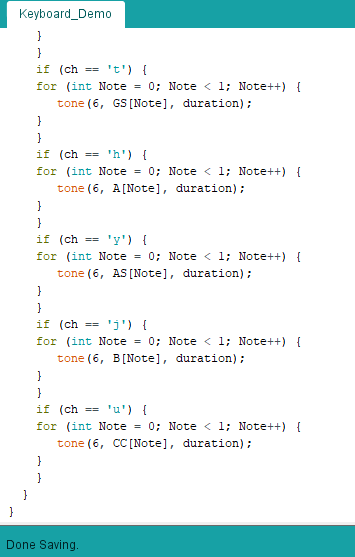 Keyboard_Demo
}
}
if (ch == 't') {
for (int Note = 0; Note < 1; Note++) {
tone(6, GS[Note], duration);
}
}
if (ch == 'h') {
for (int Note = 0; Note < 1; Note++) {
tone(6, A[Note], duration);
}
}
if (ch == 'y') {
for (int Note = 0; Note < 1; Note++) {
tone(6, AS[Note], duration);
}
}
if (ch == 'j') {
for (int Note = 0; Note < 1; Note++) {
tone(6, B[Note], duration);
}
}
if (ch == 'u') {
for (int Note = 0; Note < 1; Note++) {
tone(6, CC[Note], duration);
}
}
}
}
Done Saving.